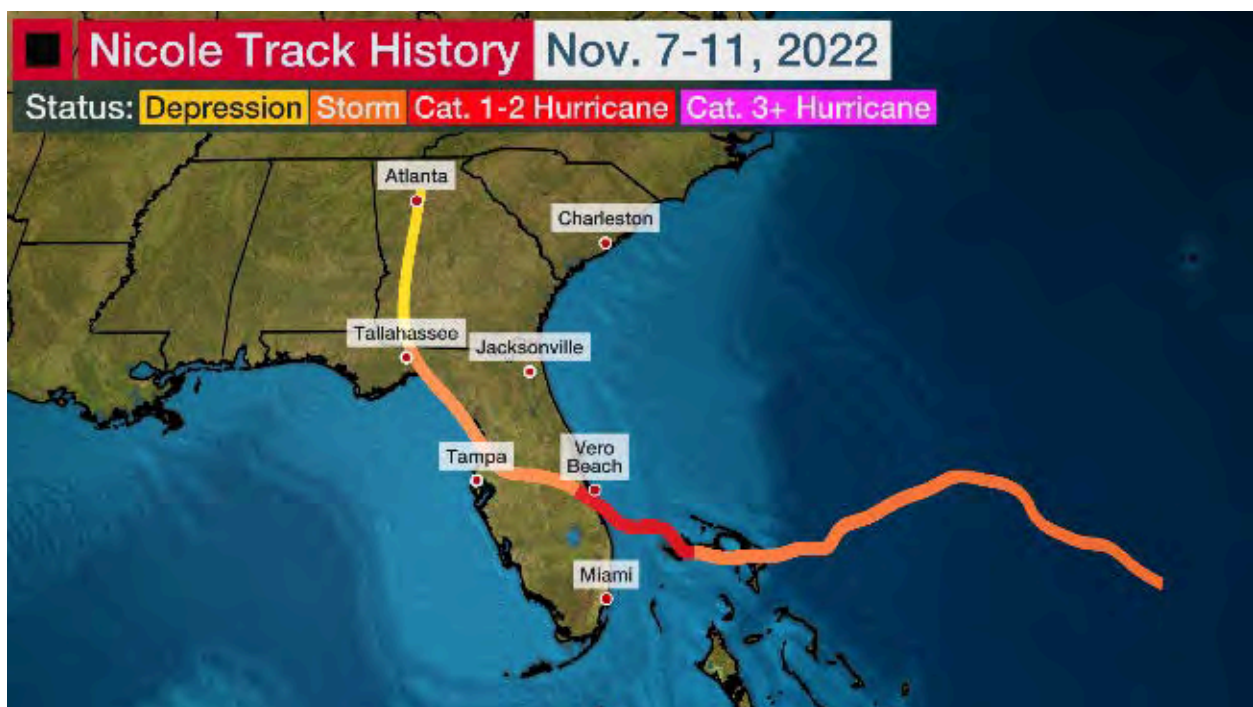 Nicole Track History Nov. 7-11, 2022
Status: Depression Storm Cat. 1-2 Hurricane Cat. 3+ Hurricane
Atlanta
Charleston
Tallahassee
Jacksonville
Vero
Beach
Tampa
Miami